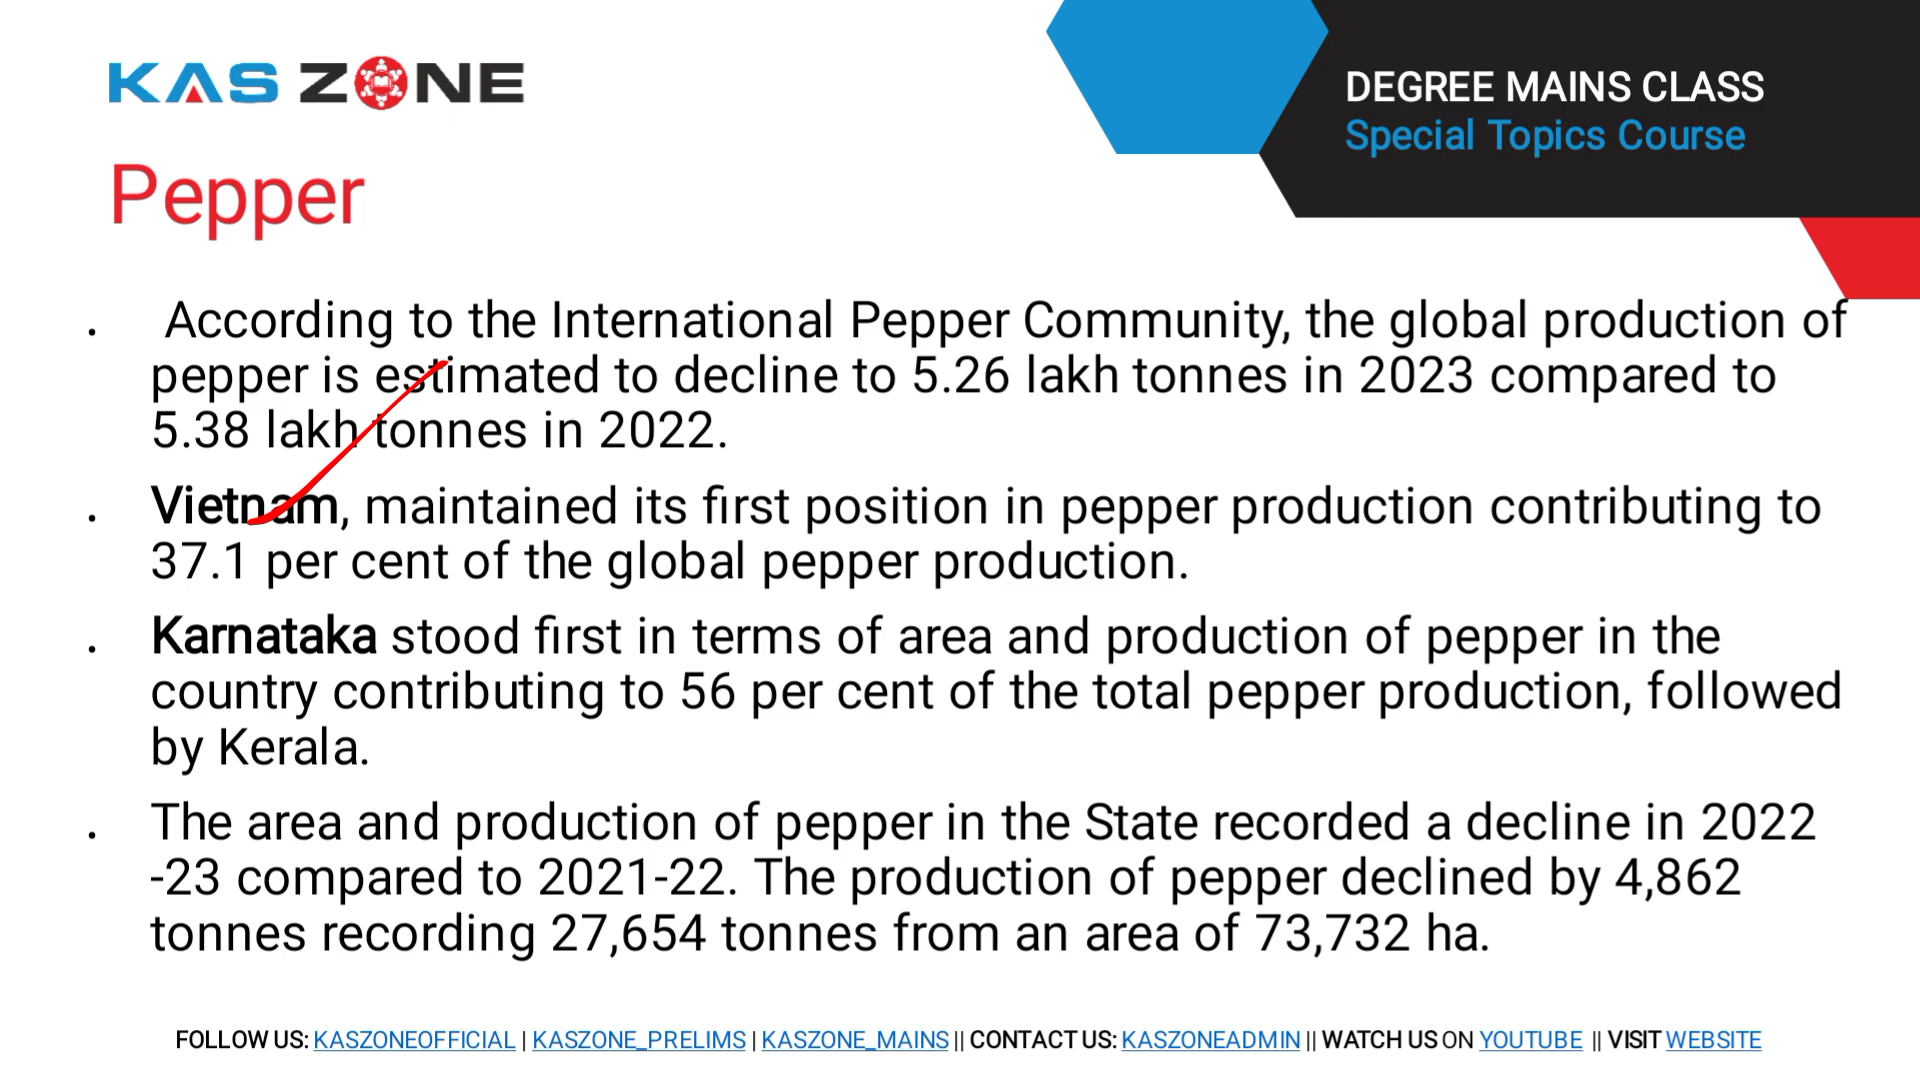 KAS ZONE
DEGREE MAINS CLASS
Special Topics Course
Pepper
. According to the International Pepper Community, the global production of
pepper is estimated to decline to 5.26 lakh tonnes in 2023 compared to
5.38 lakh tonnes in 2022.
. Vietnam, maintained its first position in pepper production contributing to
37.1 per cent of the global pepper production.
. Karnataka stood first in terms of area and production of pepper in the
country contributing to 56 per cent of the total pepper production, followed
by Kerala.
. The area and production of pepper in the State recorded a decline in 2022
-23 compared to 2021-22. The production of pepper declined by 4,862
tonnes recording 27,654 tonnes from an area of 73,732 ha.
FOLLOW US: KASZONEOFFICIAL | KASZONE_PRELIMS | KASZONE_MAINS || CONTACT US: KASZONEADMIN || WATCH US ON YOUTUBE || VISIT WEBSITE